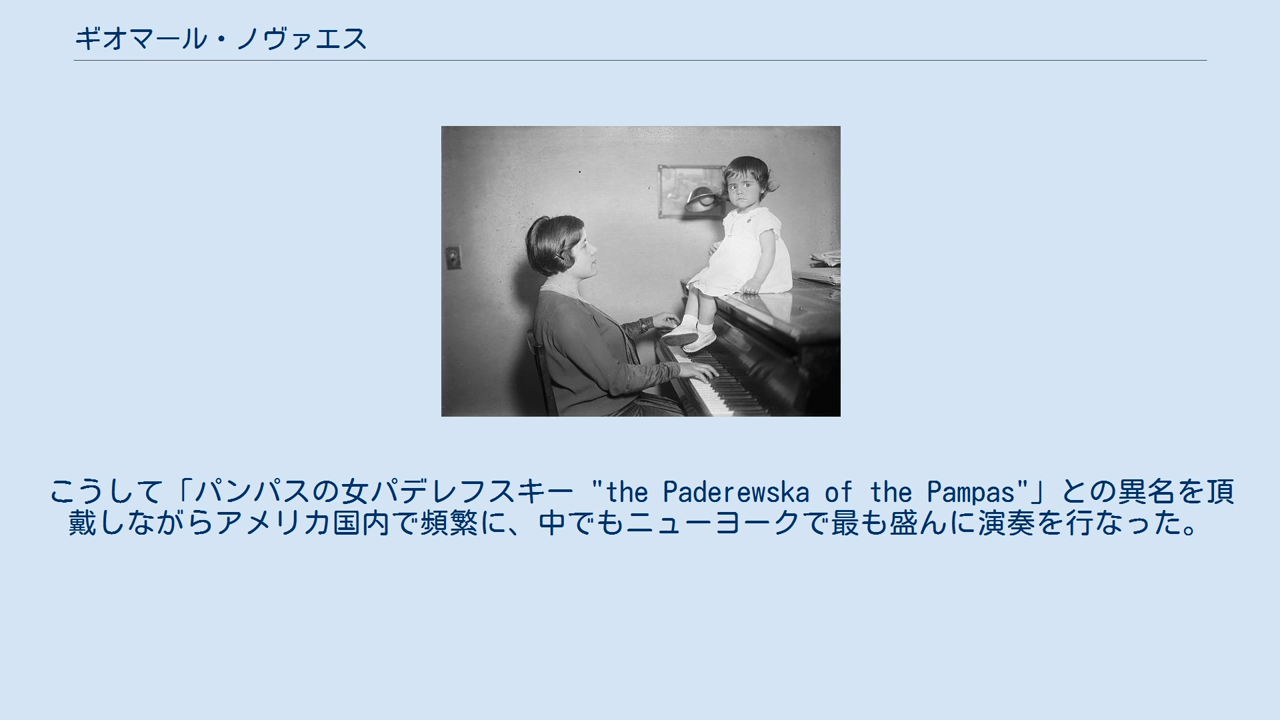 ギオマール・ノヴァエス
こうして「パンパスの女パデレフスキー "the Paderewska of the Pampas"」との異名を頂
戴しながらアメリカ国内で頻繁に、中でもニューヨークで最も盛んに演奏を行なった。